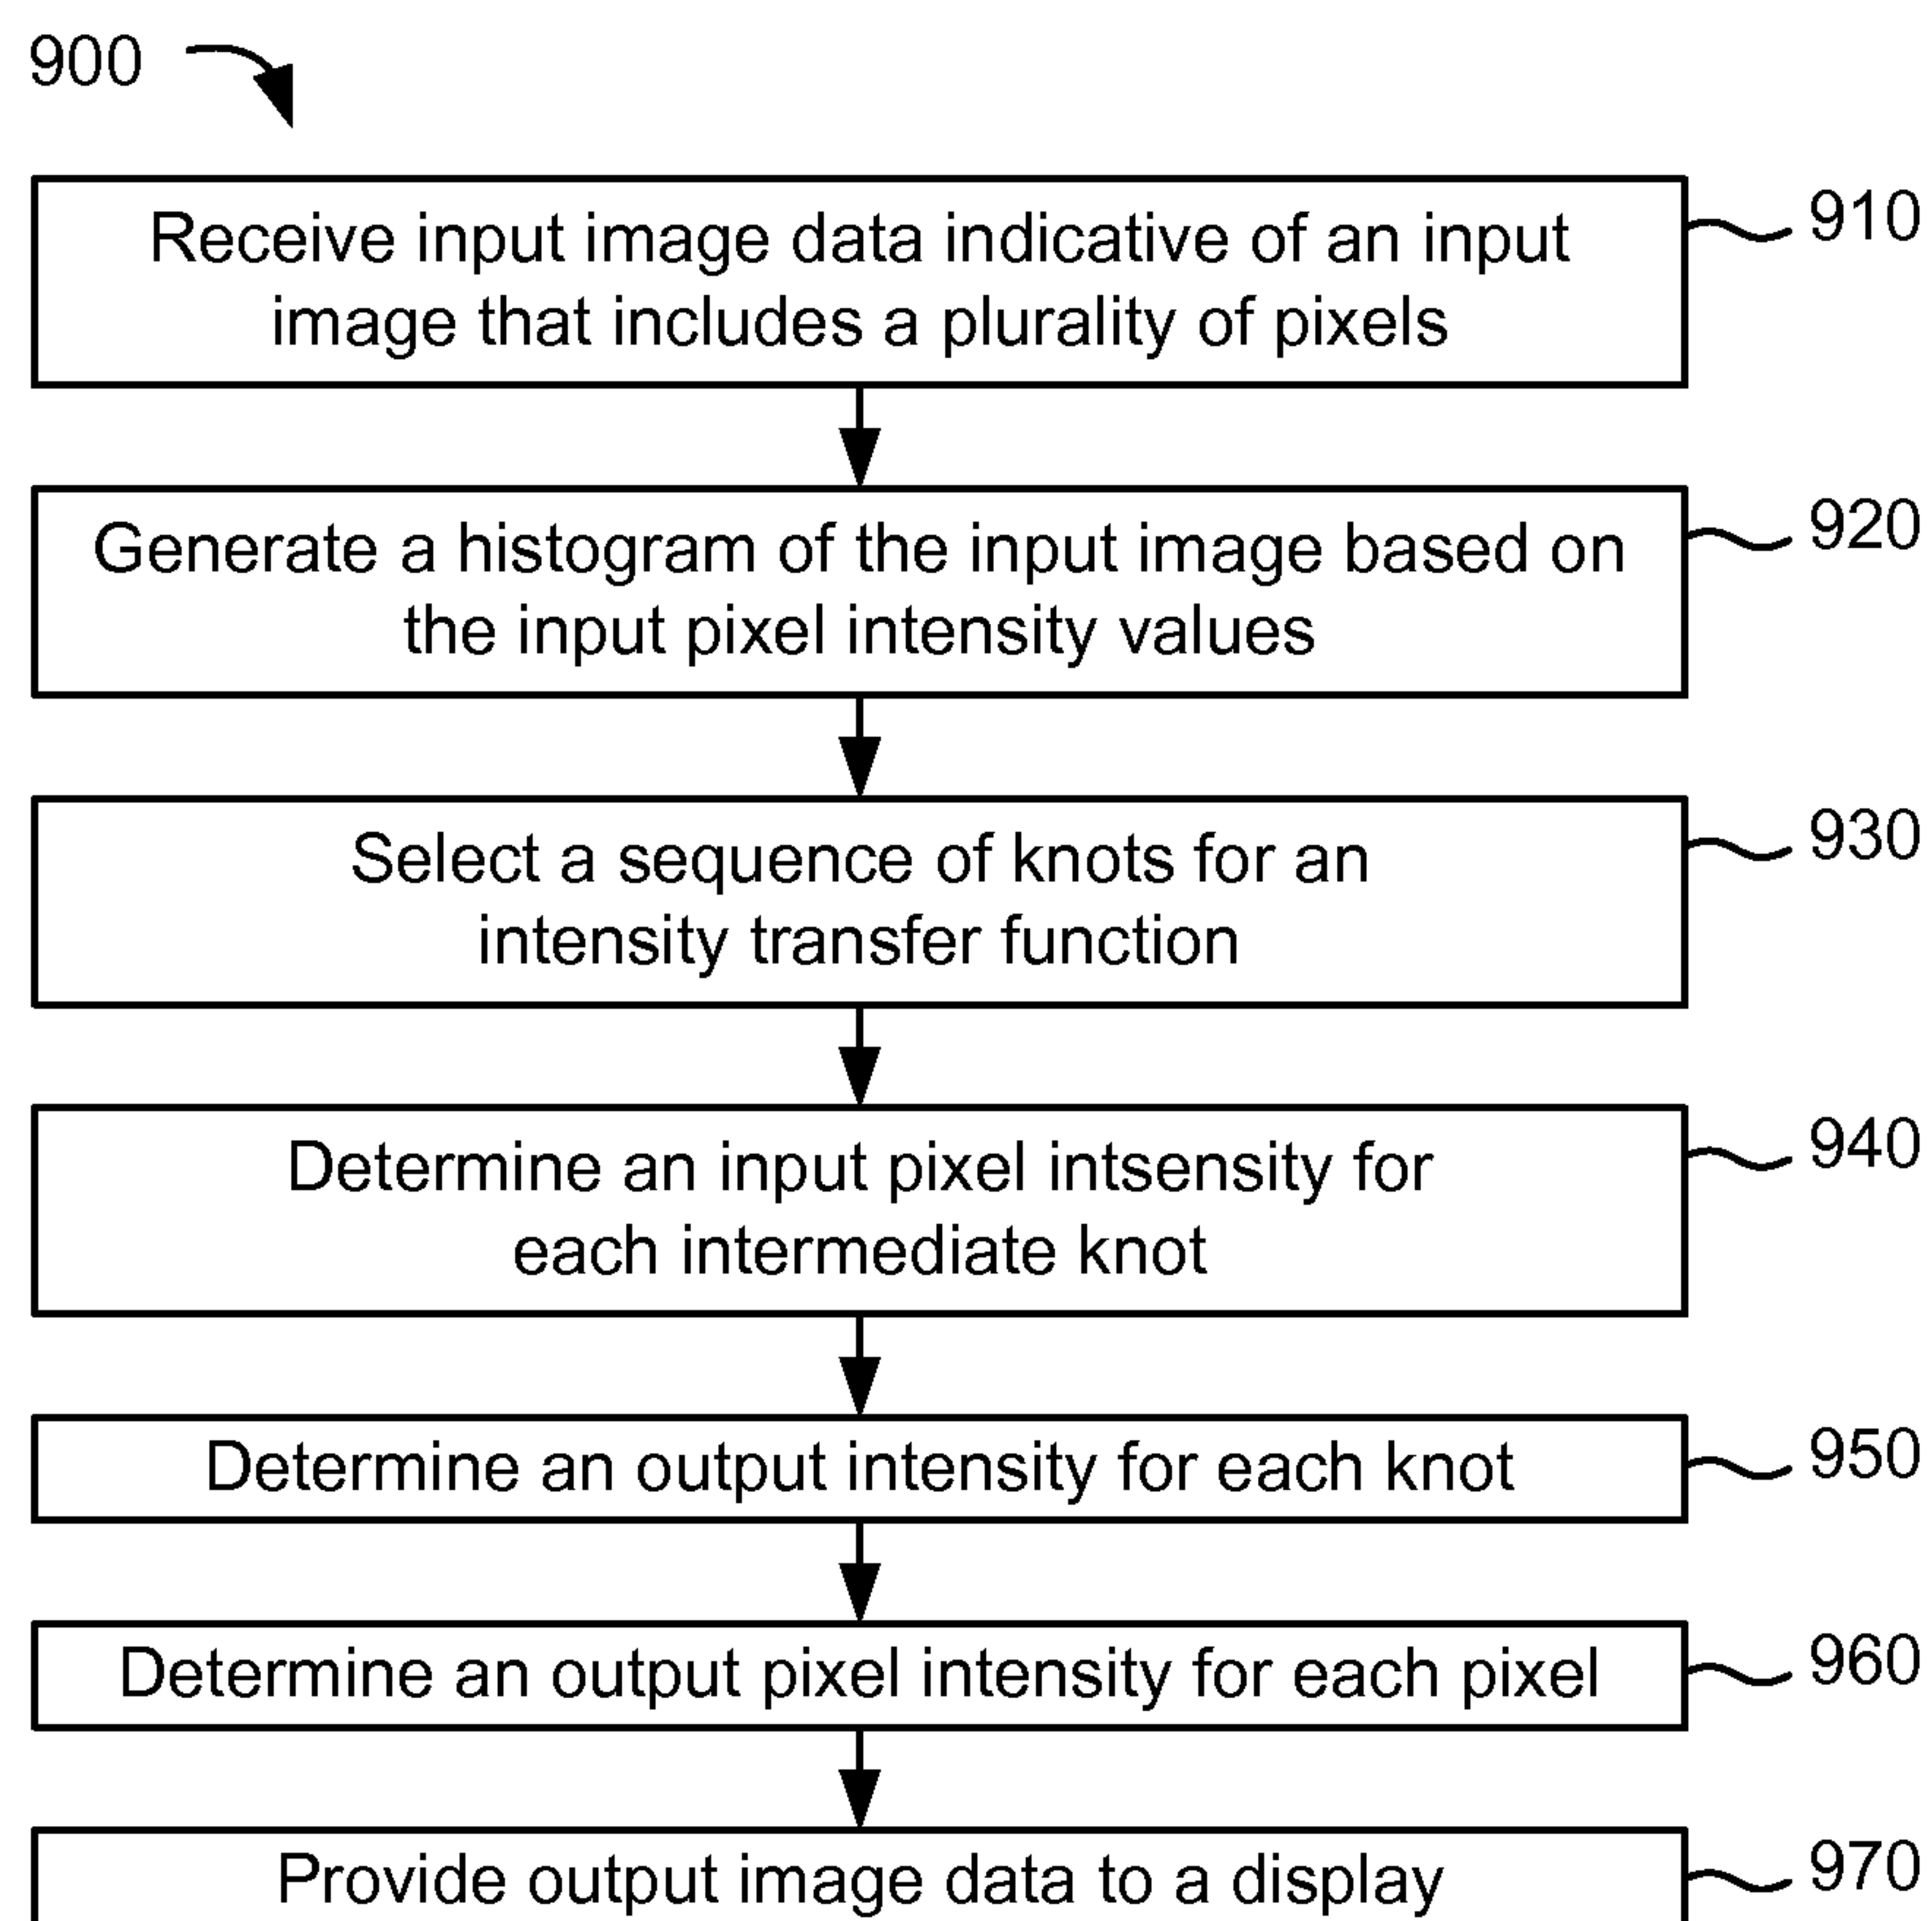 900
Receive input image data indicative of an input
image that includes a plurality of pixels
910
Generate a histogram of the input image based on
the input pixel intensity values
920
Select a sequence of knots for an
intensity transfer function
930
Determine an input pixel intsensity for
each intermediate knot
940
Determine an output intensity for each knot
950
Determine an output pixel intensity for each pixel
960
Provide output image data to a display
970